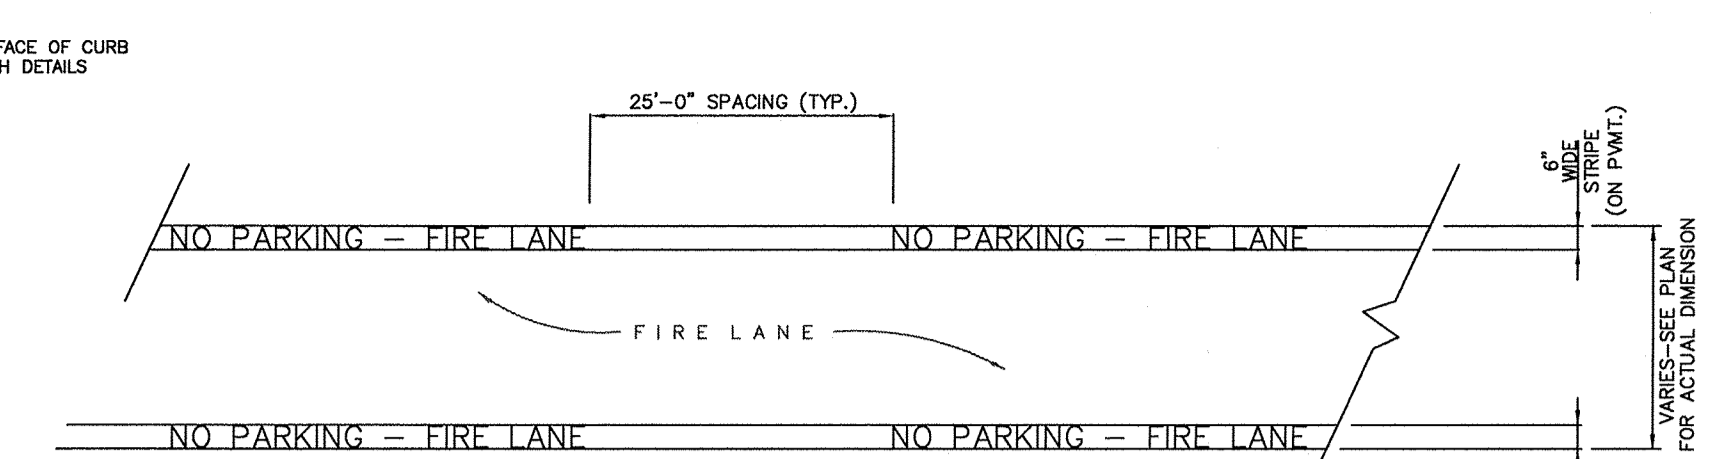 FACE OF CURB
H DETAILS
25'-0" SPACING (TYP.)
6"
WIDE
STRIPE
(ON PVMT.)
NO PARKING - FIRE LANE
NO PARKING - FIRE LANE
VARIES-SEE PLAN
FOR ACTUAL DIMENSION
FIRE LANE
NO PARKING - FIRE LANE
NO PARKING - FIRE LANE